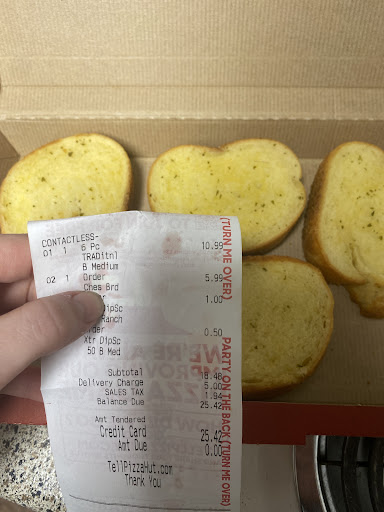 CONTACTLESS-
01 1 6 Pc 10.99
TRADitnl
B Medium
02 1 Order 5.99
Ches Brd
1.00
DipSc
Ranch
rder 0.50
Xtr DipSc
50 B Med
Subtotal 18.48
Delivery Charge 5.00
SALES TAX 1.94
Balance Due 25.42
Amt Tendered
Credit Card 25.42
Amt Due 0.00
TellPizzaHut.com
Thank You
(TURN ME OVER)
PARTY ON THE BACK (TURN ME OVER)